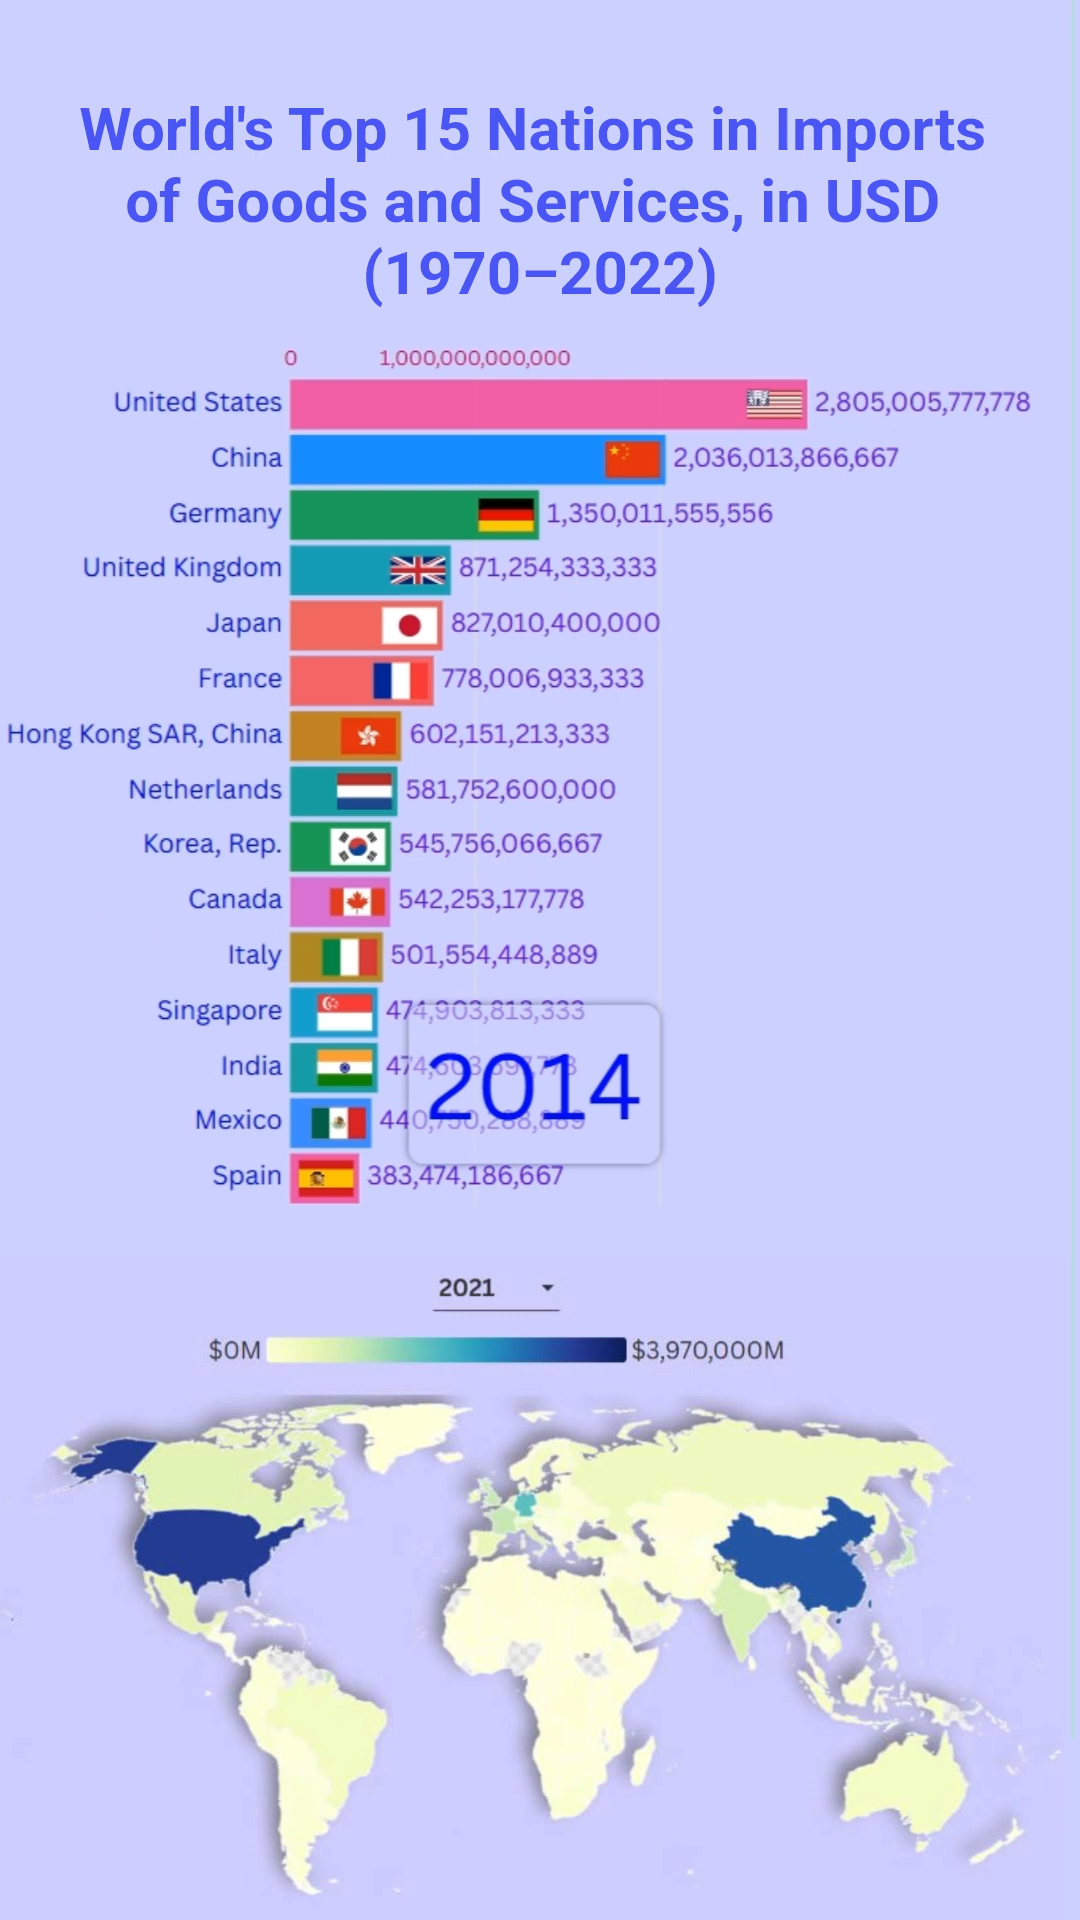 World's Top 15 Nations in Imports
of Goods and Services, in USD
(1970–2022)
0 1,000,000,000,000
United States 2,805,005,777,778
China 2,036,013,866,667
Germany 1,350,011,555,556
United Kingdom 871,254,333,333
Japan 827,010,400,000
France 778,006,933,333
Hong Kong SAR, China 602,151,213,333
Netherlands 581,752,600,000
Korea, Rep. 545,756,066,667
Canada 542,253,177,778
Italy 501,554,448,889
Singapore 474,903,813,333
India
2014
Mexico
Spain 383,474,186,667
2021
$0M $3,970,000M